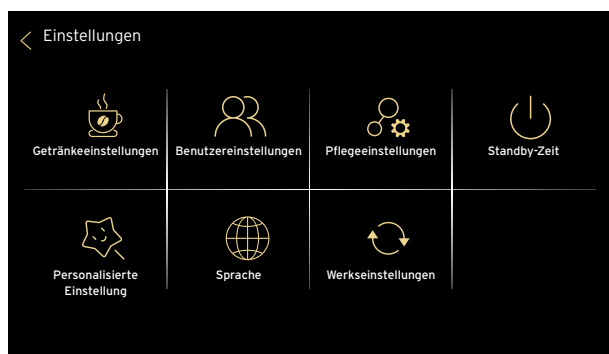 Einstellungen
Getränkeeinstellungen
Benutzereinstellungen
Pflegeeinstellungen
Standby-Zeit
Personalisierte
Einstellung
Sprache
Werkseinstellungen